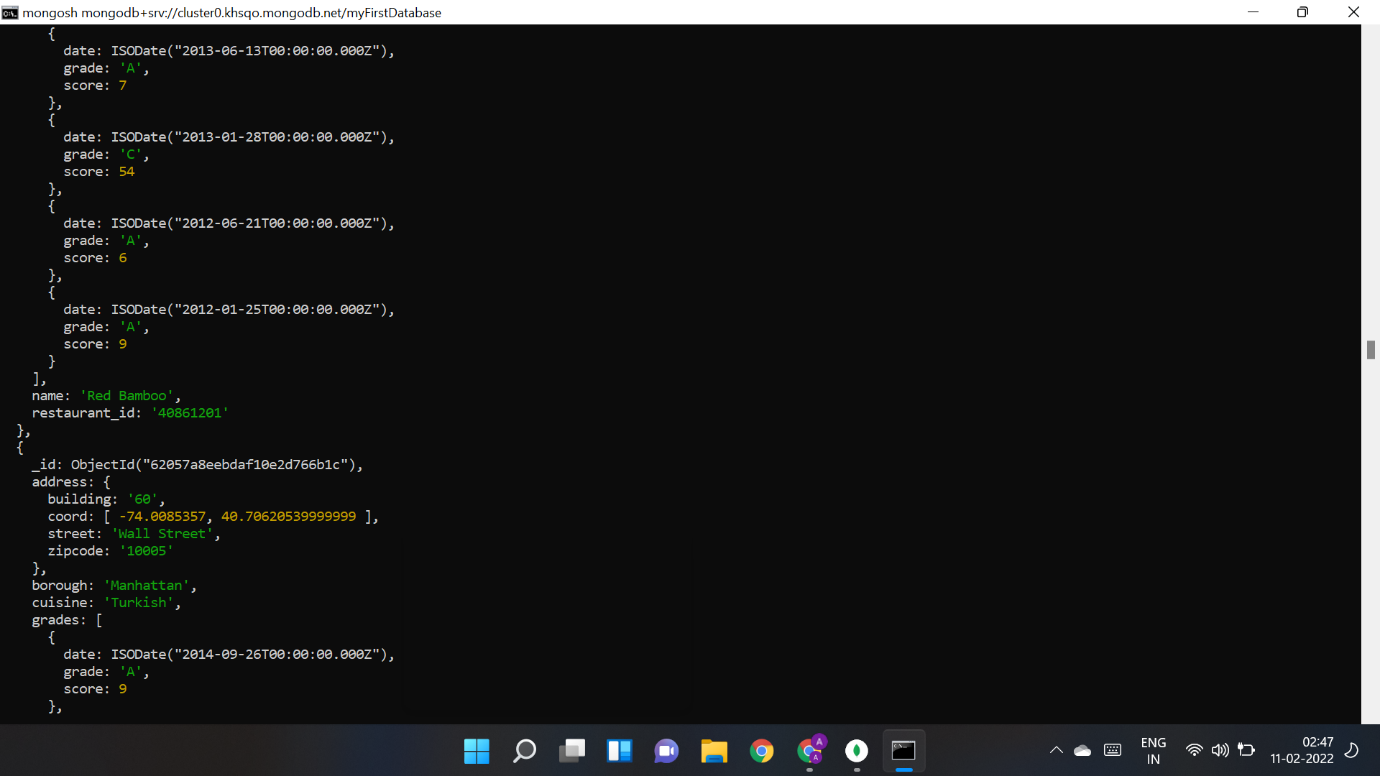 mongosh mongodb+srv://cluster0.khsqo.mongodb.net/myFirstDatabase
{
date: ISODate("2013-06-13T00:00:00.000Z"),
grade: 'A',
score: 7
},
{
date: ISODate("2013-01-28T00:00:00.000Z"),
grade: 'C',
score: 54
},
{
date: ISODate("2012-06-21T00:00:00.000Z"),
grade: 'A',
score: 6
},
{
date: ISODate("2012-01-25T00:00:00.000Z"),
grade: 'A',
score: 9
}
],
name: 'Red Bamboo',
restaurant_id: '40861201'
},
{
_id: ObjectId("62057a8eebdaf10e2d766b1c"),
address: {
building: '60',
coord: [ -74.0085357, 40.70620539999999 ],
street: 'Wall Street',
zipcode: '10005'
},
borough: 'Manhattan',
cuisine: 'Turkish',
grades: [
{
date: ISODate("2014-09-26T00:00:00.000Z"),
grade: 'A',
score: 9
},
ENG
IN
02:47
11-02-2022